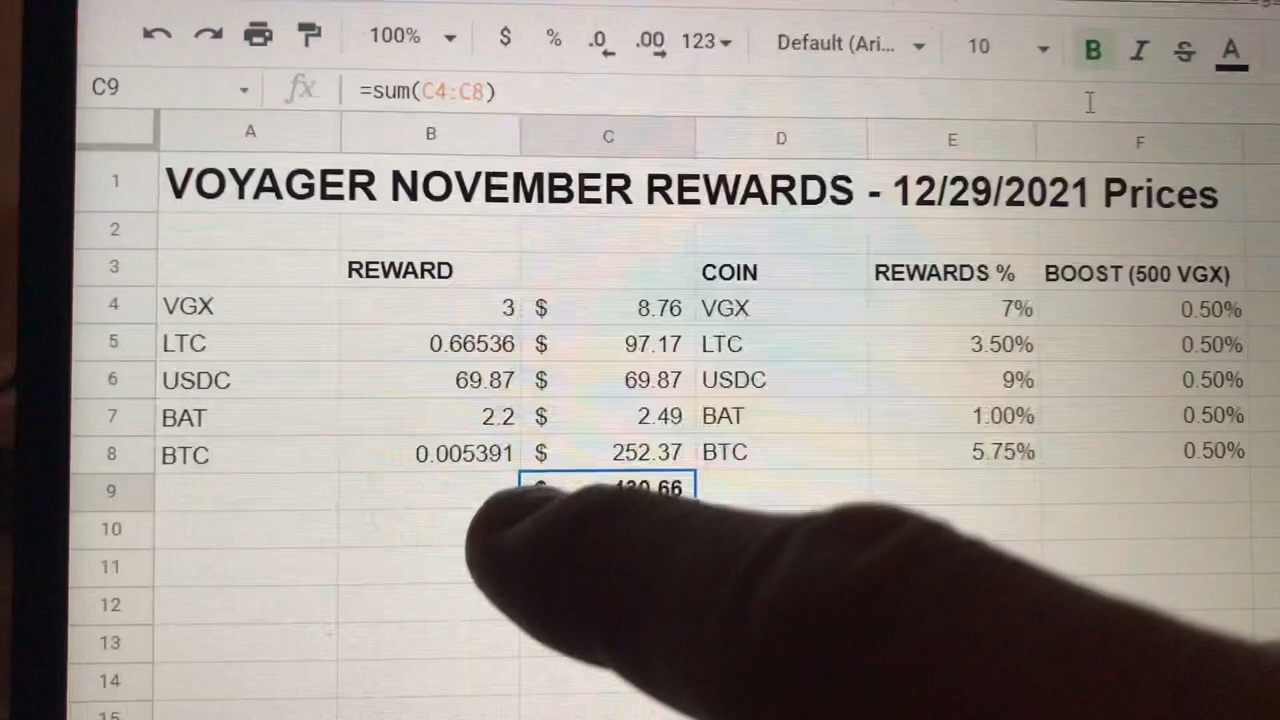 100% $ % .0 .00 123 Default (Ari... 10 B I S A
C9 fx =sum(C4:C8)
A B C D E F
1 VOYAGER NOVEMBER REWARDS - 12/29/2021 Prices
2
3 REWARD COIN REWARDS % BOOST (500 VGX)
4 VGX 3 $ 8.76 VGX 7% 0.50%
5 LTC 0.66536 $ 97.17 LTC 3.50% 0.50%
6 USDC 69.87 $ 69.87 USDC 9% 0.50%
7 BAT 2.2 $ 2.49 BAT 1.00% 0.50%
8 BTC 0.005391 $ 252.37 BTC 5.75% 0.50%
9 $ 430.66
10
11
12
13
14
15